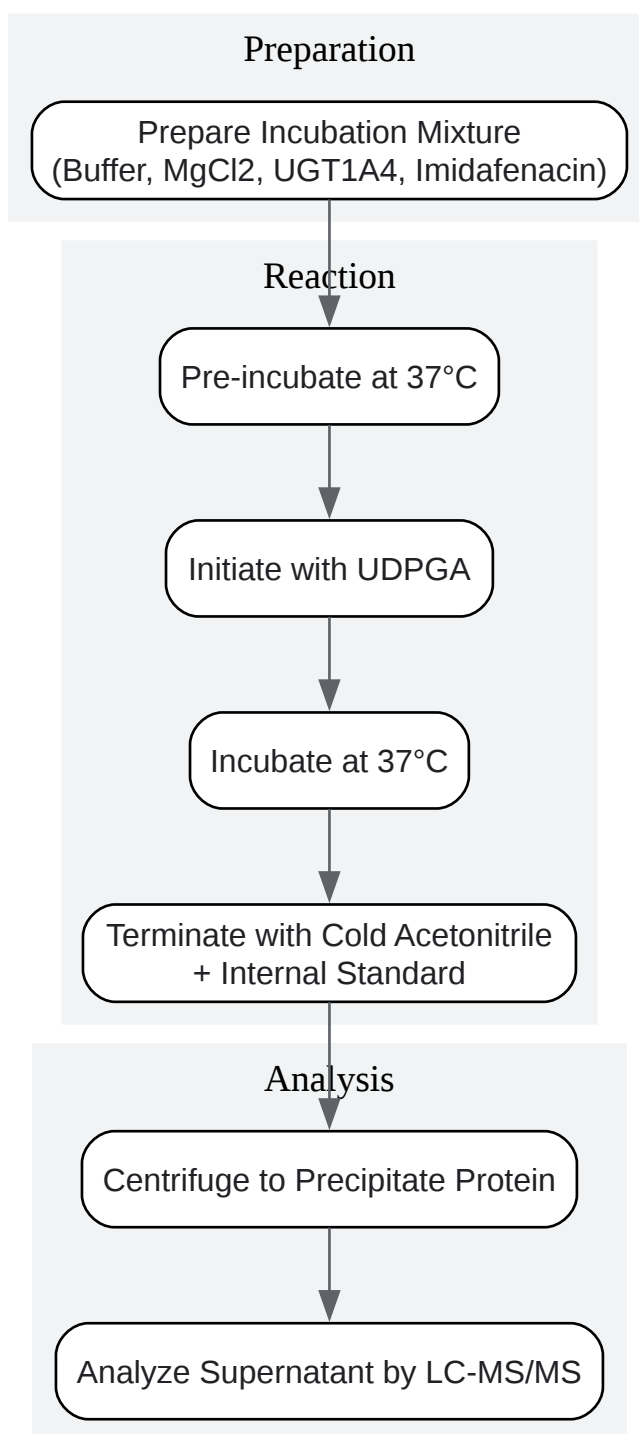 Preparation
Prepare Incubation Mixture
(Buffer, MgCl2, UGT1A4, Imidafenacin)
Reaction
Pre-incubate at 37°C
Initiate with UDPGA
Incubate at 37°C
Terminate with Cold Acetonitrile
+ Internal Standard
Analysis
Centrifuge to Precipitate Protein
Analyze Supernatant by LC-MS/MS